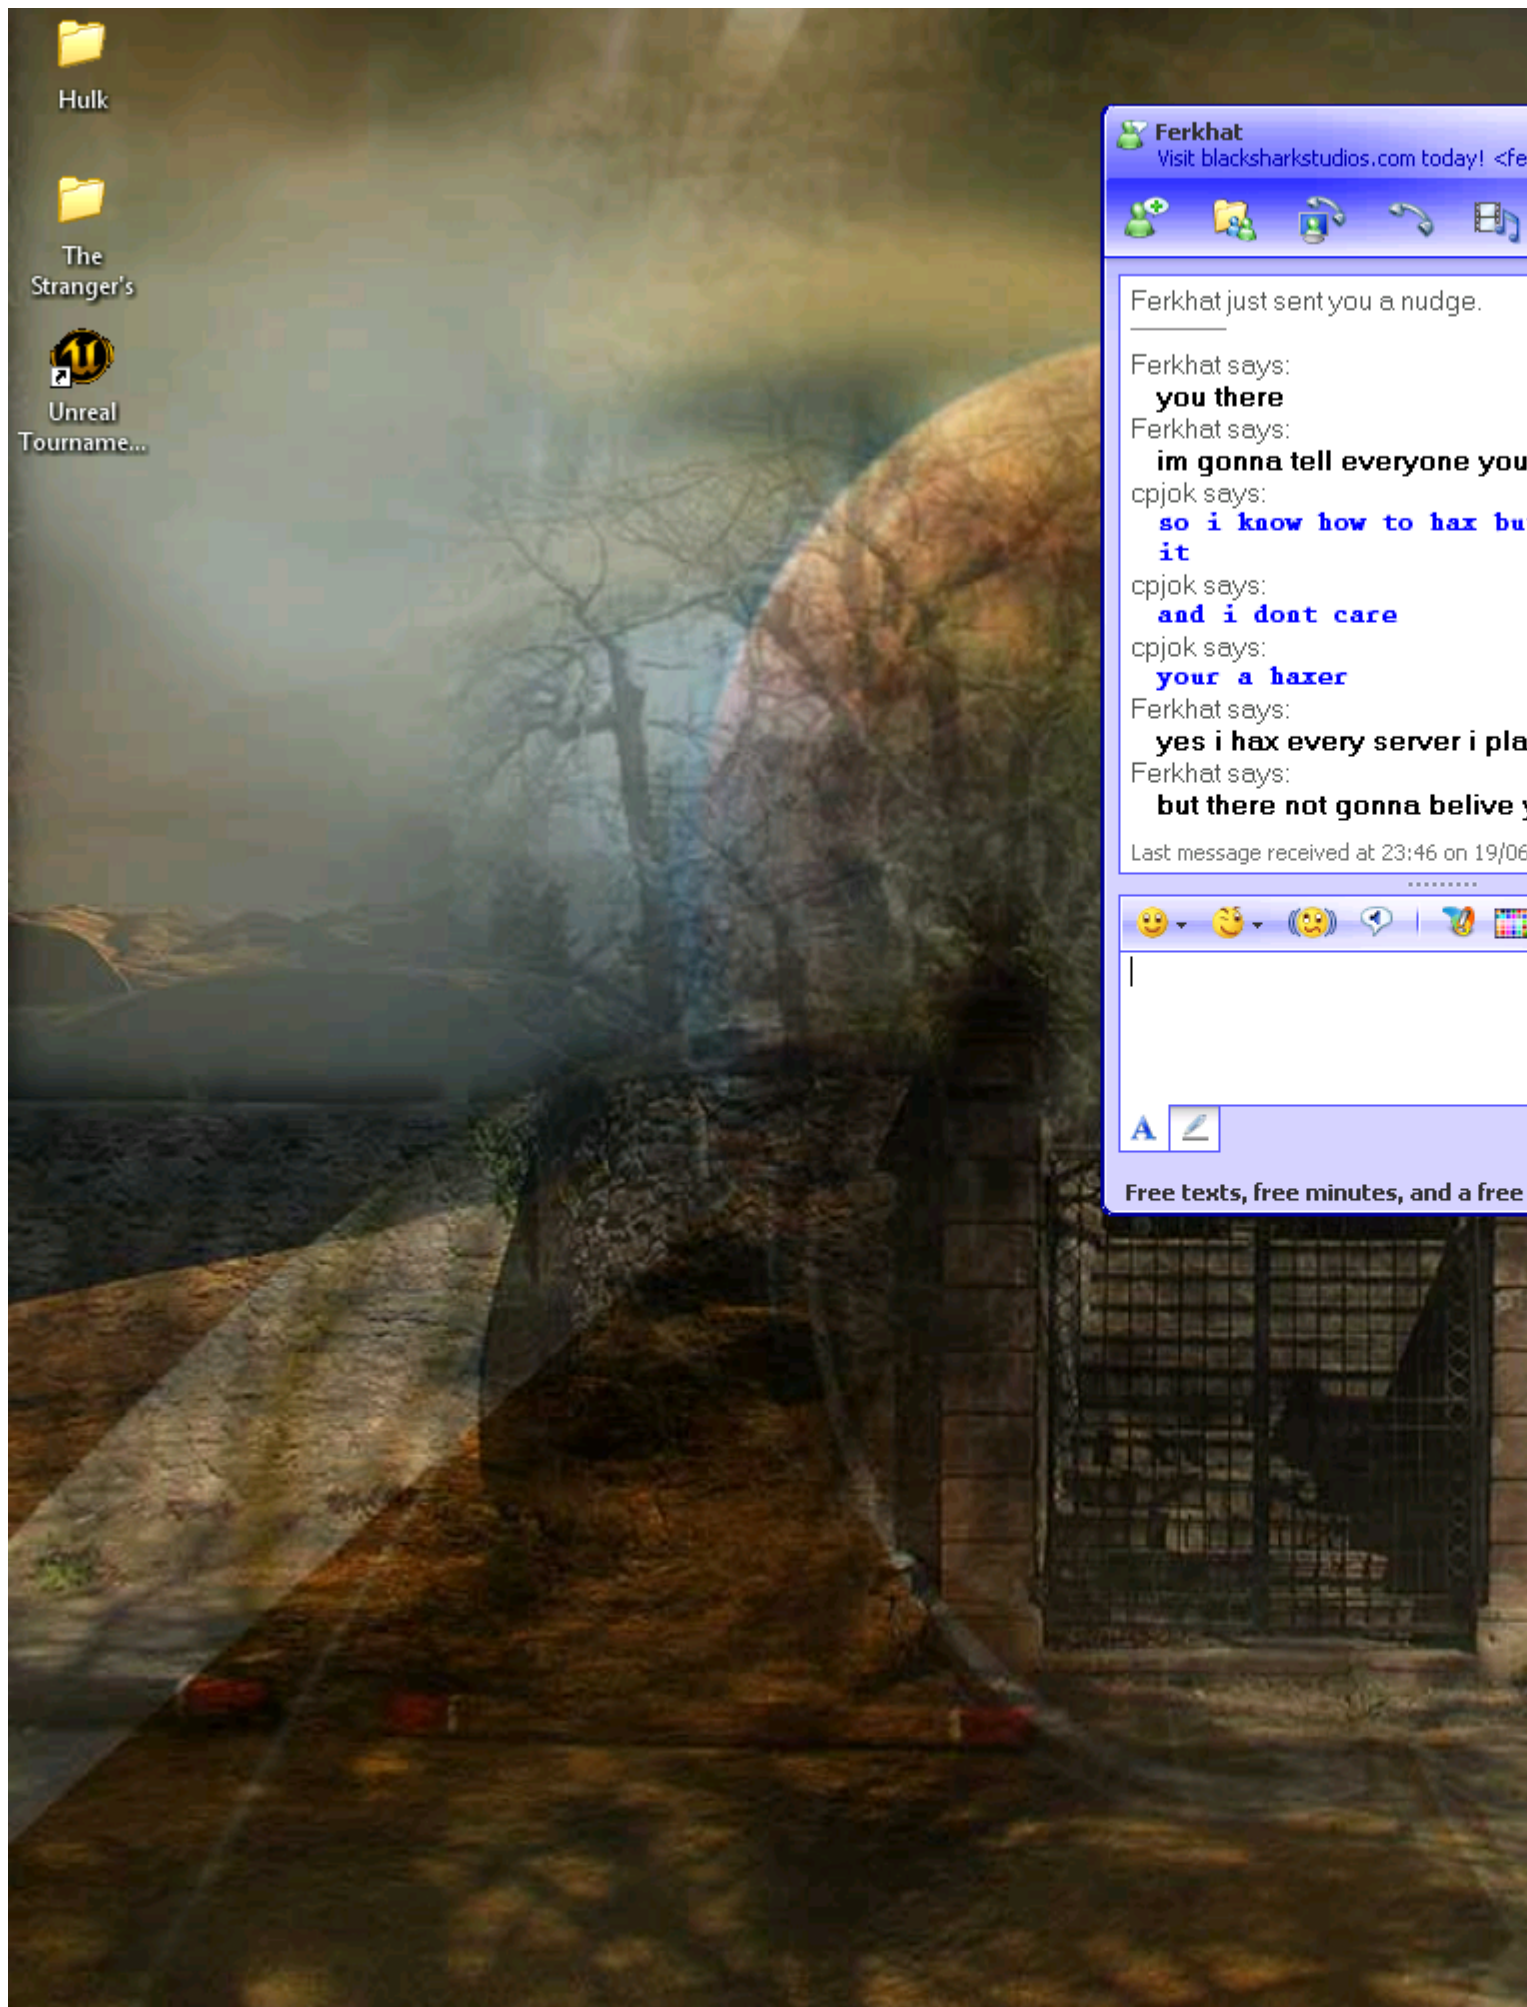 Hulk
The
Stranger's
Unreal
Tourname...
Ferkhat
Visit blacksharkstudios.com today! <fe
Ferkhat just sent you a nudge.
Ferkhat says:
you there
Ferkhat says:
im gonna tell everyone you
cpjok says:
so i know how to hax bu
it
cpjok says:
and i dont care
cpjok says:
your a haxer
Ferkhat says:
yes i hax every server i pla
Ferkhat says:
but there not gonna belive y
Last message received at 23:46 on 19/06
A
Free texts, free minutes, and a free